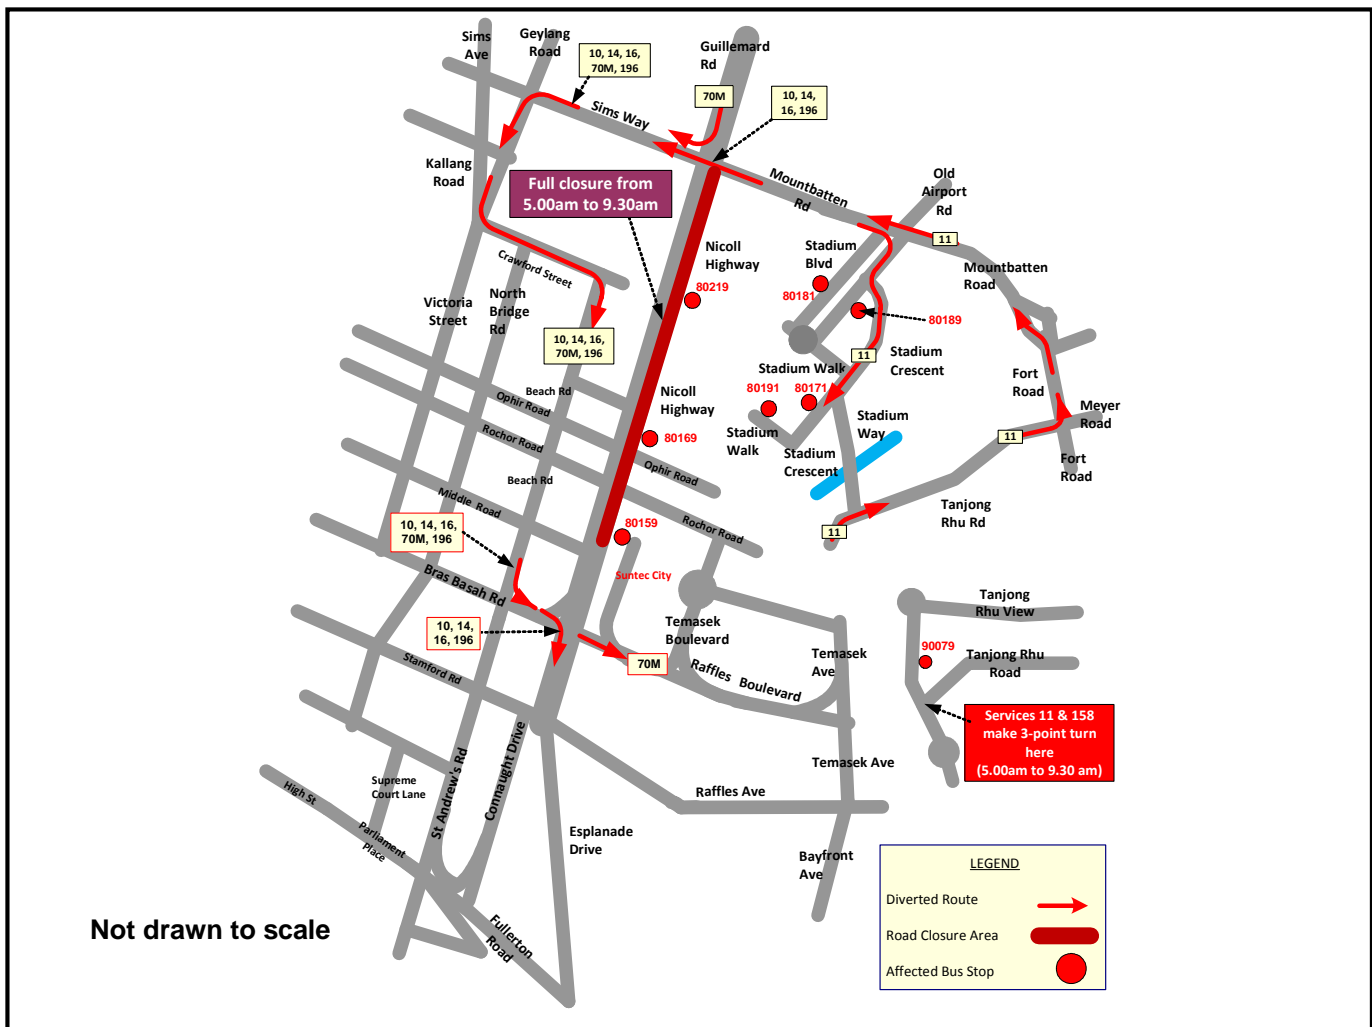 Sims
Ave
Geylang
Road
10, 14, 16,
70M, 196
Guillemard
Rd
70M
10, 14,
16, 196
Sims Way
Kallang
Road
Full closure from
5.00am to 9.30am
Mountbatten
Rd
Old
Airport
Rd
11
Mountbatten
Road
Nicoll
Highway
80219
Stadium
Blvd
80181
80189
Crawford Street
Victoria
Street
North
Bridge
Rd
10, 14, 16,
70M, 196
11
Stadium
Crescent
Stadium Walk
80191
80171
Fort
Road
Meyer
Road
Beach Rd
Ophir Road
Nicoll
Highway
80169
Rochor Road
Stadium
Walk
Stadium
Way
Stadium
Crescent
11
Fort
Road
Ophir Road
Beach Rd
Middle Road
Rochor Road
Tanjong
Rhu Rd
11
10, 14, 16,
70M, 196
80159
Suntec City
Bras Basah Rd
10, 14,
16, 196
Temasek
Boulevard
70M
Raffles Boulevard
Temasek
Ave
Tanjong
Rhu View
90079
Tanjong Rhu
Road
Stamford Rd
Services 11 & 158
make 3-point turn
here
(5.00am to 9.30 am)
Temasek Ave
Supreme
Court Lane
St Andrew's Rd
Connaught Drive
High St
Raffles Ave
Parliament
Place
Esplanade
Drive
Bayfront
Ave
Fullerton
Road
Not drawn to scale
LEGEND
Diverted Route
Road Closure Area
Affected Bus Stop